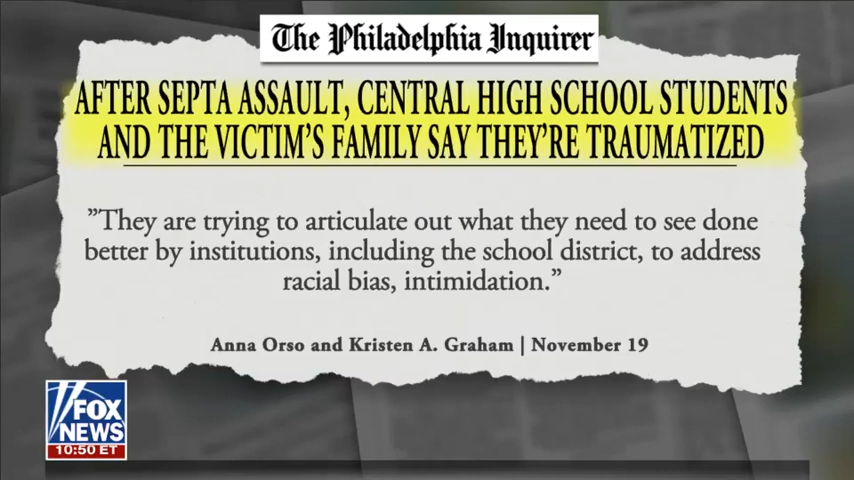 The Philadelphia Inquirer
AFTER SEPTA ASSAULT, CENTRAL HIGH SCHOOL STUDENTS
AND THE VICTIM'S FAMILY SAY THEY'RE TRAUMATIZED
"They are trying to articulate out what they need to see done
better by institutions, including the school district, to address
racial bias, intimidation."
Anna Orso and Kristen A. Graham | November 19
FOX
NEWS
10:50 ET